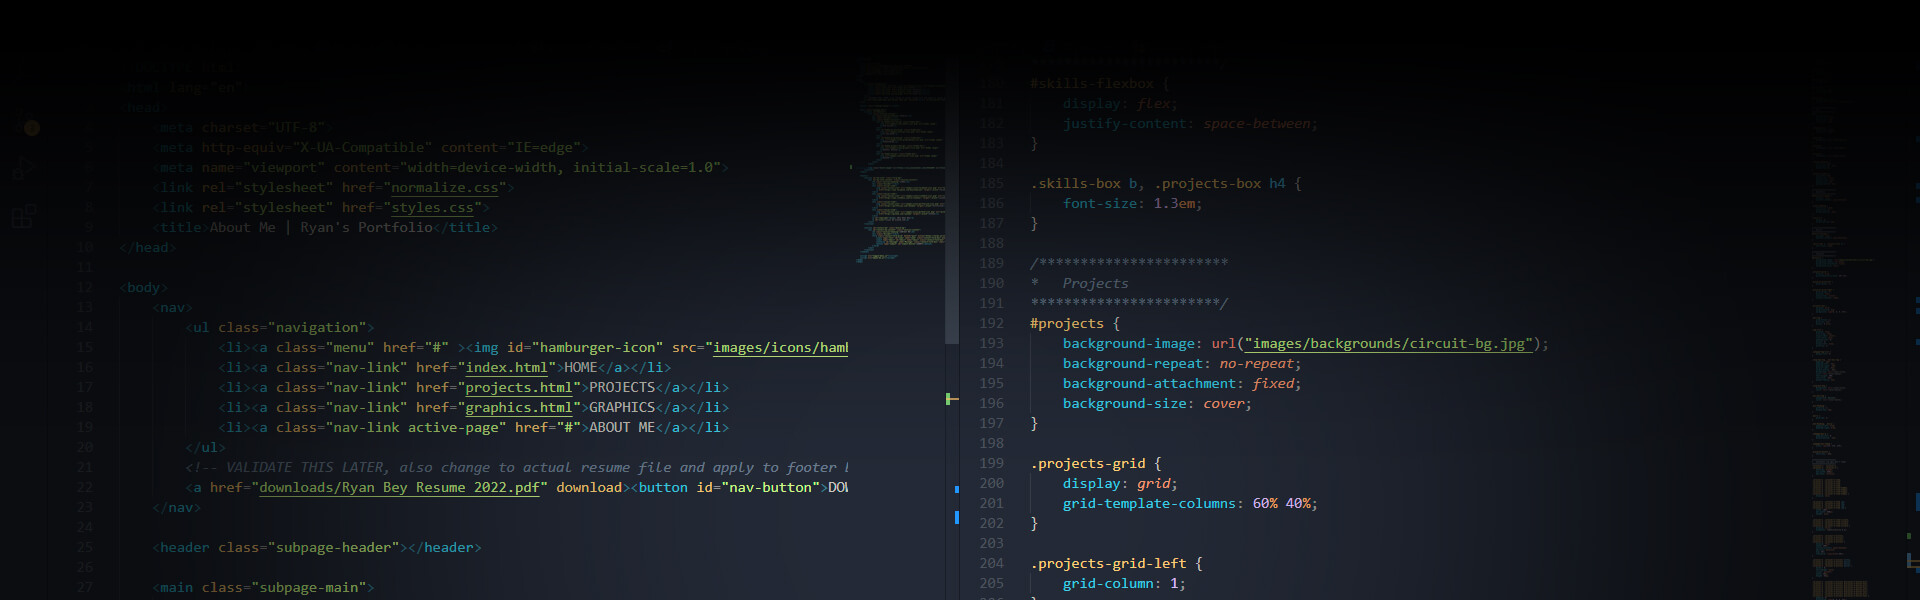 html lang="en"
<head>
<meta charset="UTF-8">
<meta http-equiv="X-UA-Compatible" content="IE=edge">
<meta name="viewport" content="width=device-width, initial-scale=1.0">
7 <link rel="stylesheet" href="normalize.css">
8 <link rel="stylesheet" href="styles.css">
9 <title>About Me | Ryan's Portfolio</title>
10 </head>
11
12 <body>
13 <nav>
14 <ul class="navigation">
15 <li><a class="menu" href="#" ><img id="hamburger-icon" src="images/icons/ham
16 <li><a class="nav-link" href="index.html">HOME</a></li>
17 <li><a class="nav-link" href="projects.html">PROJECTS</a></li>
18 <li><a class="nav-link" href="graphics.html">GRAPHICS</a></li>
19 <li><a class="nav-link active-page" href="#">ABOUT ME</a></li>
20 </ul>
21 <!-- VALIDATE THIS LATER, also change to actual resume file and apply to footer
22 <a href="downloads/Ryan Bey Resume 2022.pdf" download><button id="nav-button">DO
23 </nav>
24
25 <header class="subpage-header"></header>
26
27 <main class="subpage-main">
#skills-flexbox {
181 display: flex;
182 justify-content: space-between;
183 }
184
185 .skills-box b, .projects-box h4 {
186 font-size: 1.3em;
187 }
188
189 /***********************
190 * Projects
191 ***********************/
192 #projects {
193 background-image: url("images/backgrounds/circuit-bg.jpg");
194 background-repeat: no-repeat;
195 background-attachment: fixed;
196 background-size: cover;
197 }
198
199 .projects-grid {
200 display: grid;
201 grid-template-columns: 60% 40%;
202 }
203
204 .projects-grid-left {
205 grid-column: 1;